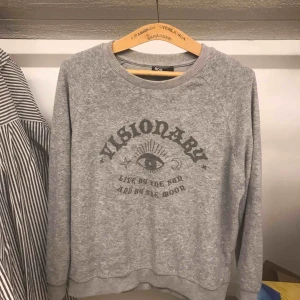 VISIONARY
LIVE BY THE SUN
AND BY THE MOON